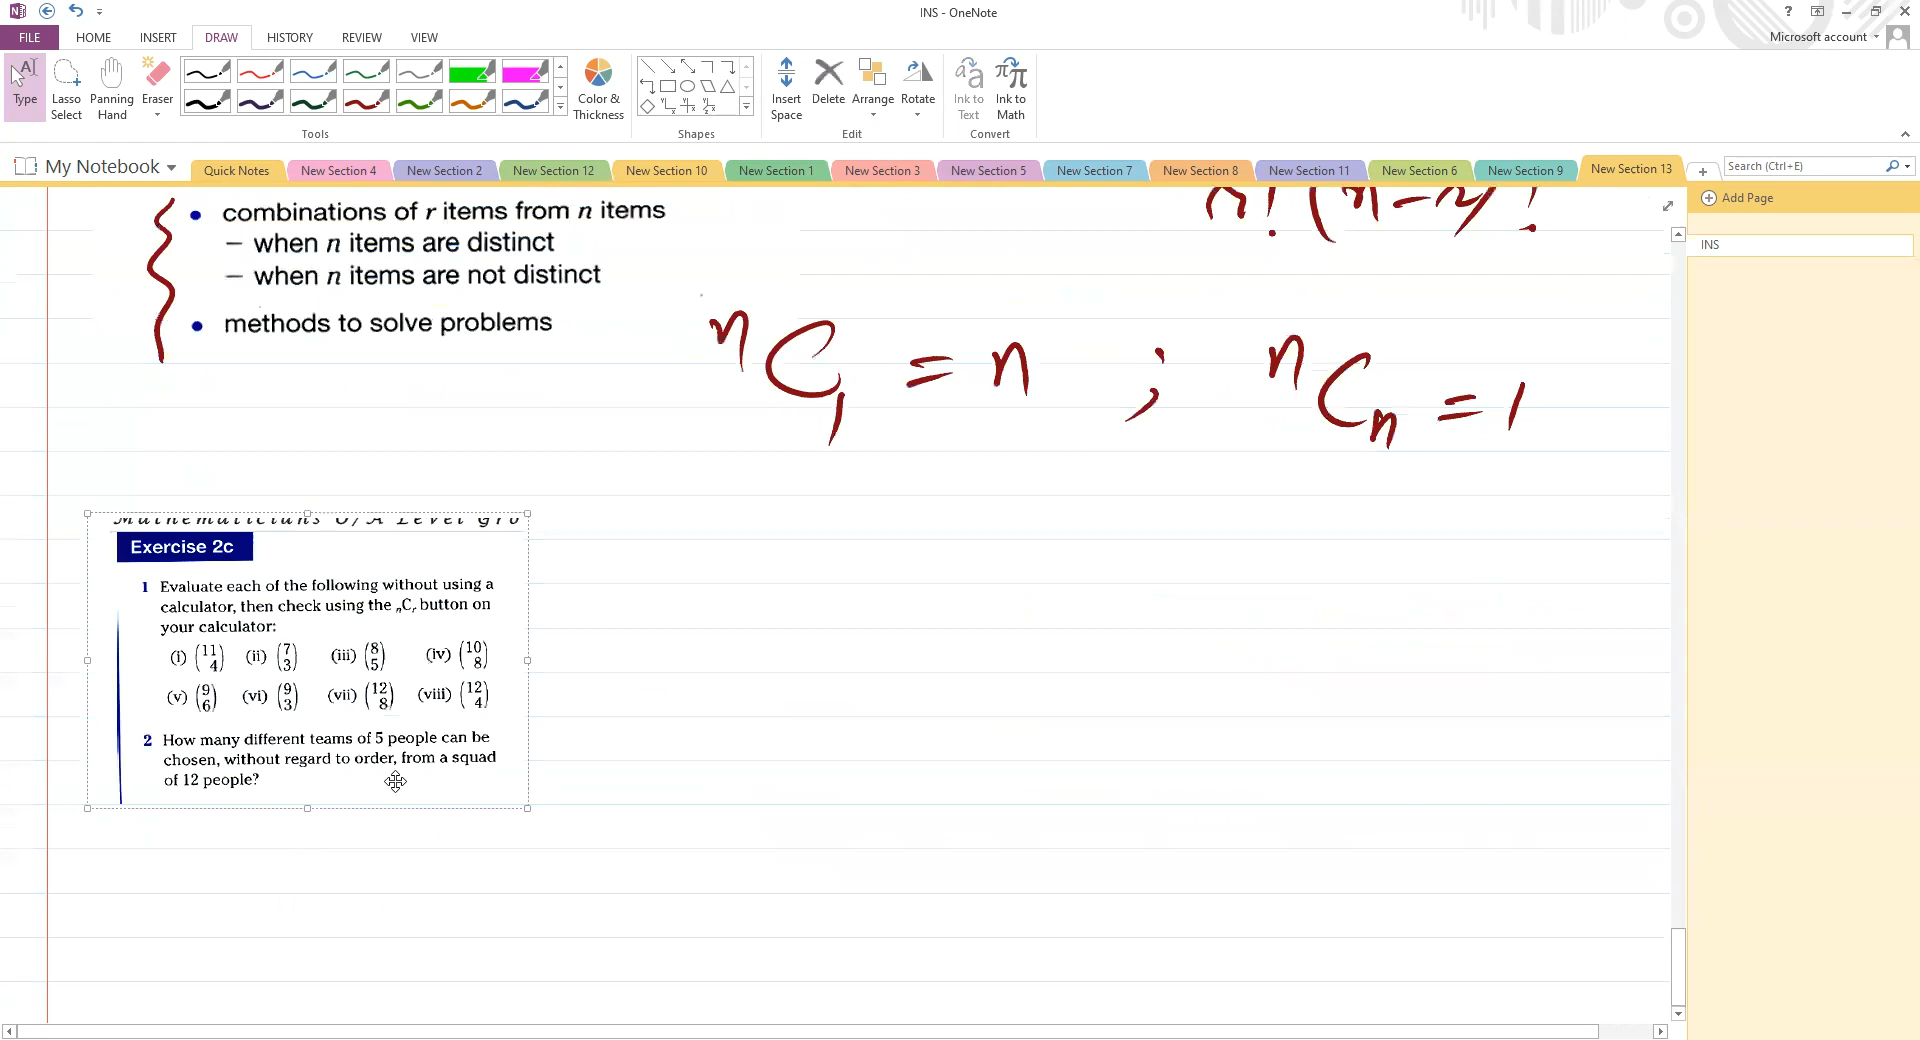 INS - OneNote
FILE HOME INSERT DRAW HISTORY REVIEW VIEW
Microsoft account
Type
Lasso Select
Panning Hand
Eraser
Color & Thickness
Insert Space
Delete
Arrange
Rotate
Ink to Text
Ink to Math
Tools
Shapes
Edit
Convert
My Notebook
Quick Notes
New Section 4
New Section 2
New Section 12
New Section 10
New Section 1
New Section 3
New Section 5
New Section 7
New Section 8
New Section 11
New Section 6
New Section 9
New Section 13
Search (Ctrl+E)
Add Page
INS
• combinations of r items from n items
– when n items are distinct
– when n items are not distinct
• methods to solve problems
r! (n-r)!
ⁿC₁ = n ; ⁿCₙ = 1
Mathematicians O/A Level Gro
Exercise 2c
1 Evaluate each of the following without using a
calculator, then check using the ₙCᵣ button on
your calculator:
(i) (11 4) (ii) (7 3) (iii) (8 5) (iv) (10 8)
(v) (9 6) (vi) (9 3) (vii) (12 8) (viii) (12 4)
2 How many different teams of 5 people can be
chosen, without regard to order, from a squad
of 12 people?